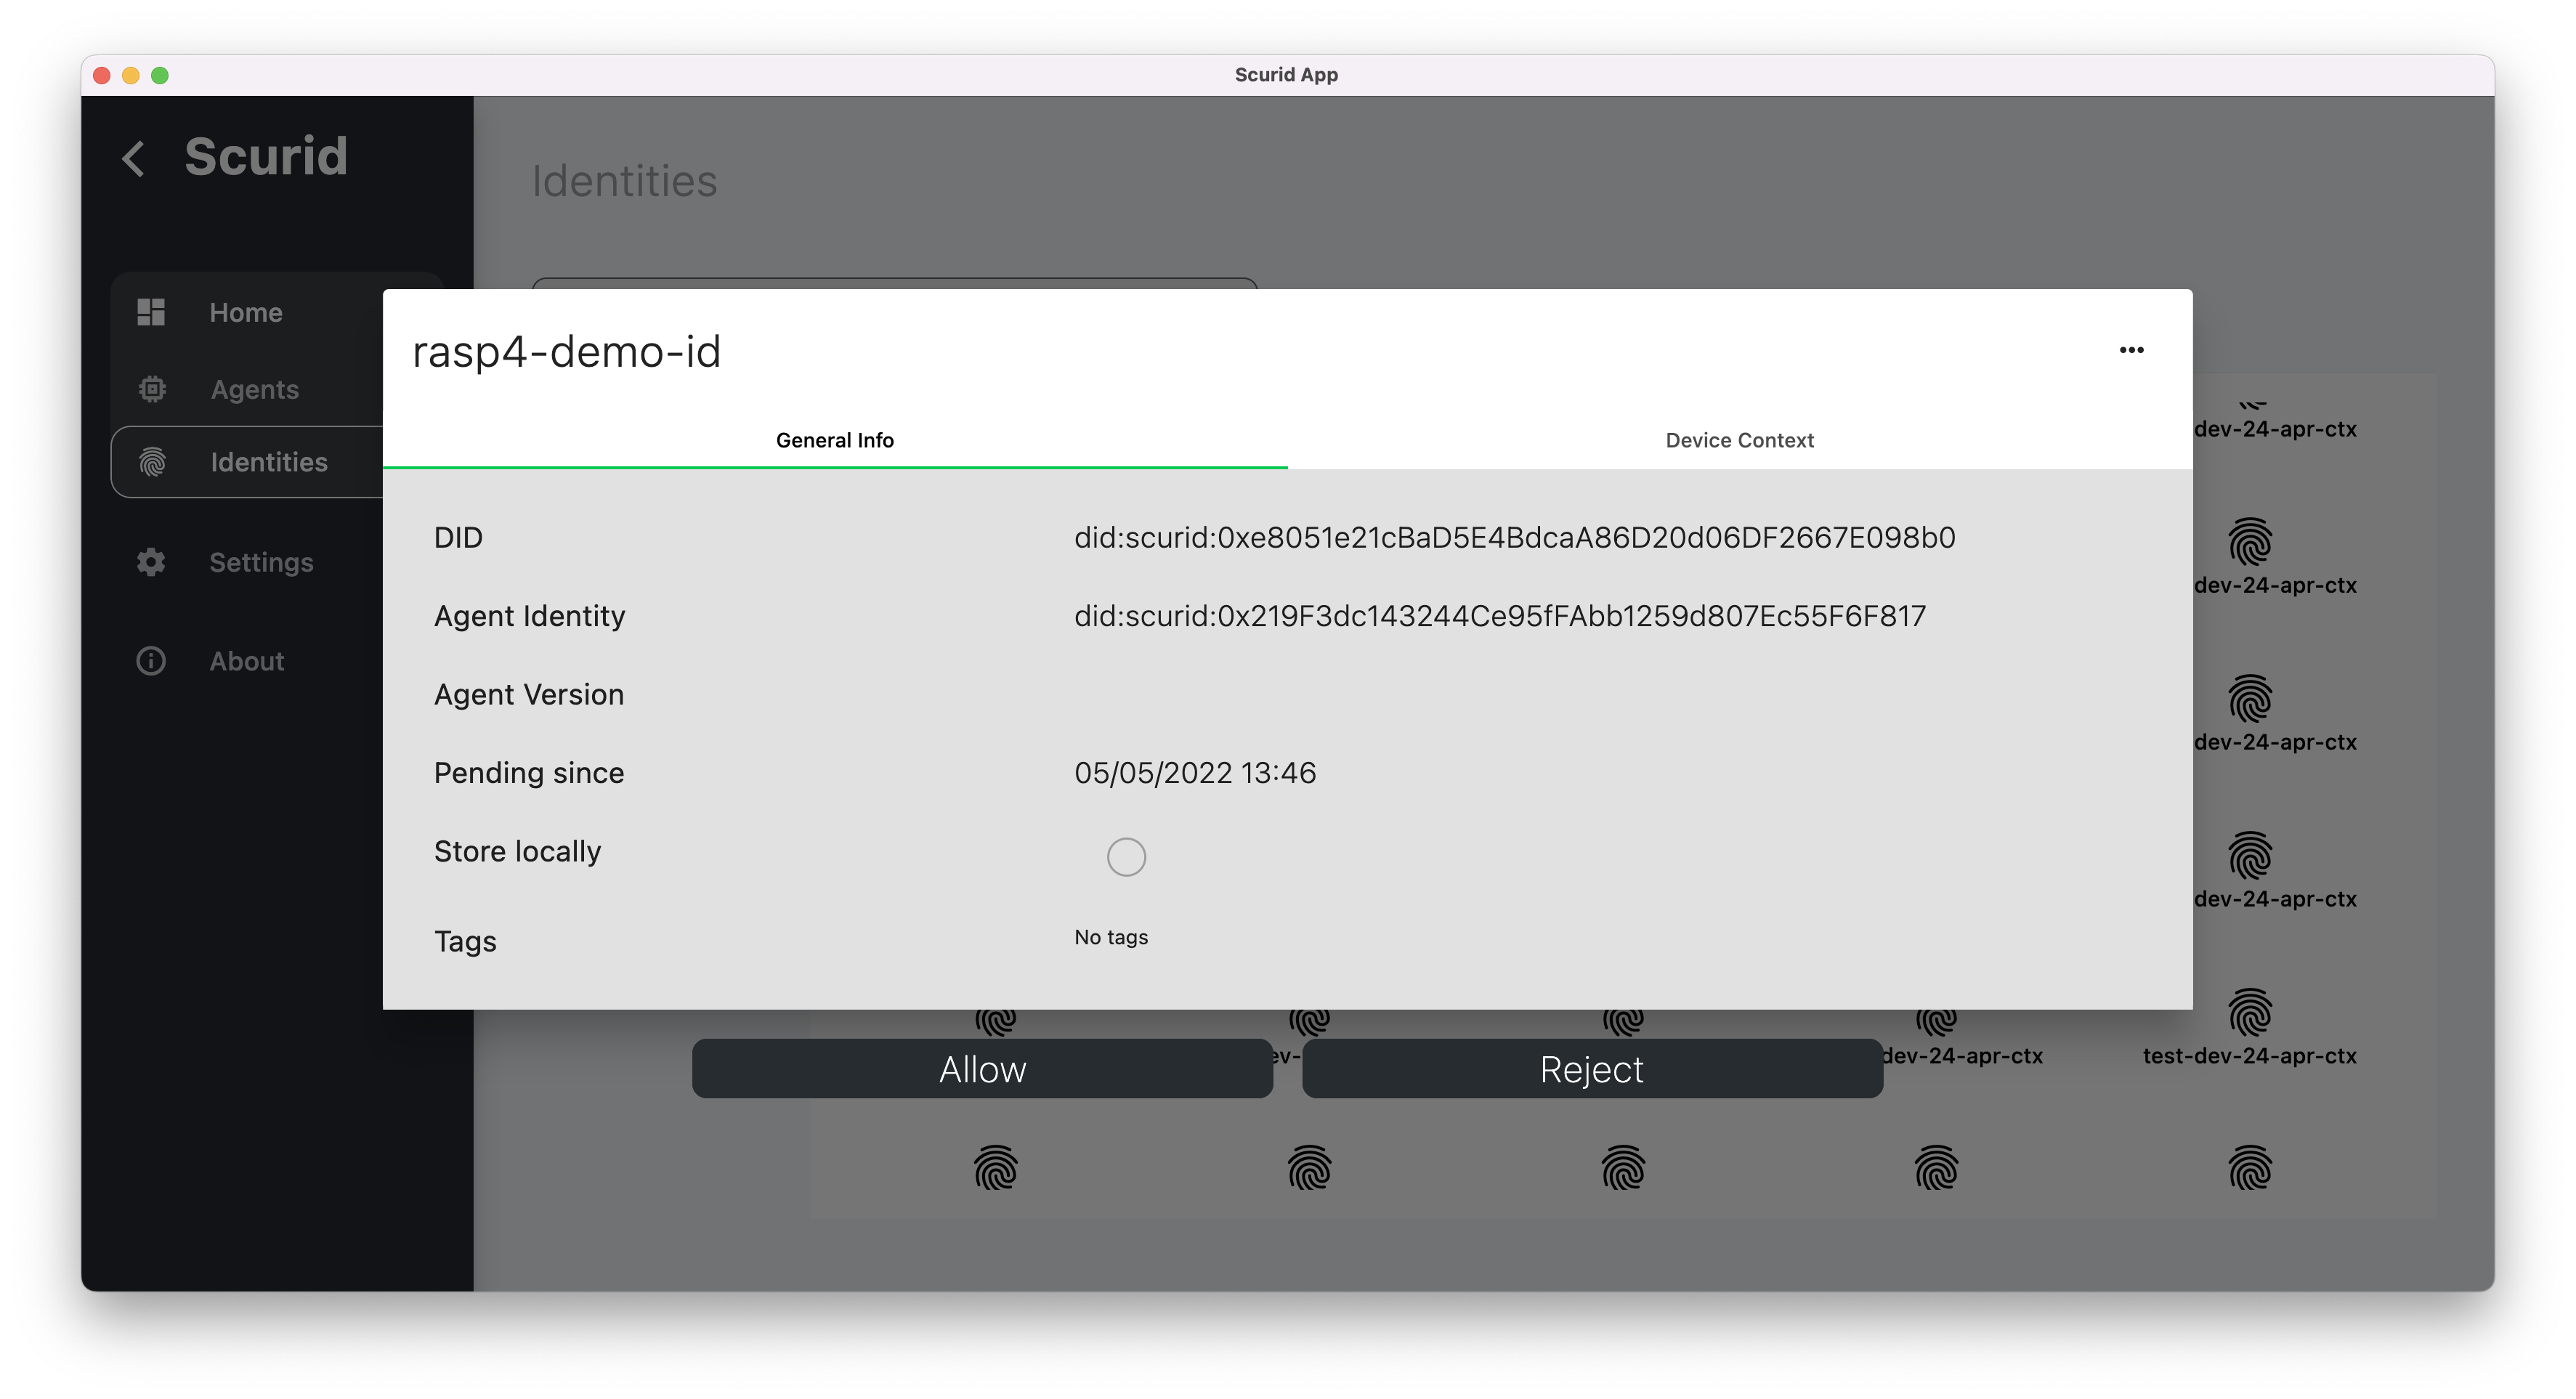 Scurid App
Scurid
Identities
Home
Agents
Identities
Settings
About
rasp4-demo-id
General Info
Device Context
DID
did:scurid:0xe8051e21cBaD5E4BdcaA86D20d06DF2667E098b0
Agent Identity
did:scurid:0x219F3dc143244Ce95fFAbb1259d807Ec55F6F817
Agent Version
Pending since
05/05/2022 13:46
Store locally
Tags
No tags
dev-24-apr-ctx
dev-24-apr-ctx
dev-24-apr-ctx
dev-24-apr-ctx
dev-24-apr-ctx
test-dev-24-apr-ctx
Allow
Reject